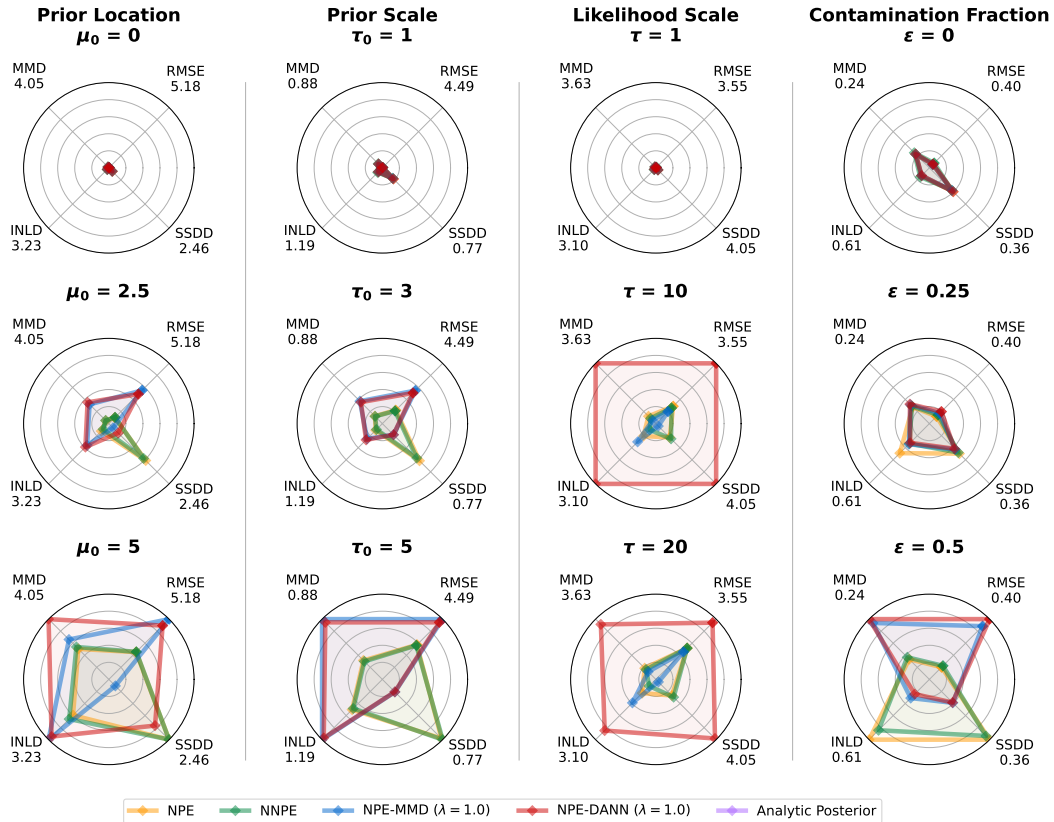 Prior Location
μ₀ = 0
MMD
4.05
RMSE
5.18
INLD
3.23
SSDD
2.46
Prior Scale
τ₀ = 1
MMD
0.88
RMSE
4.49
INLD
1.19
SSDD
0.77
Likelihood Scale
τ = 1
MMD
3.63
RMSE
3.55
INLD
3.10
SSDD
4.05
Contamination Fraction
ε = 0
MMD
0.24
RMSE
0.40
INLD
0.61
SSDD
0.36
μ₀ = 2.5
MMD
4.05
RMSE
5.18
INLD
3.23
SSDD
2.46
τ₀ = 3
MMD
0.88
RMSE
4.49
INLD
1.19
SSDD
0.77
τ = 10
MMD
3.63
RMSE
3.55
INLD
3.10
SSDD
4.05
ε = 0.25
MMD
0.24
RMSE
0.40
INLD
0.61
SSDD
0.36
μ₀ = 5
MMD
4.05
RMSE
5.18
INLD
3.23
SSDD
2.46
τ₀ = 5
MMD
0.88
RMSE
4.49
INLD
1.19
SSDD
0.77
τ = 20
MMD
3.63
RMSE
3.55
INLD
3.10
SSDD
4.05
ε = 0.5
MMD
0.24
RMSE
0.40
INLD
0.61
SSDD
0.36
NPE
NNPE
NPE-MMD (λ = 1.0)
NPE-DANN (λ = 1.0)
Analytic Posterior